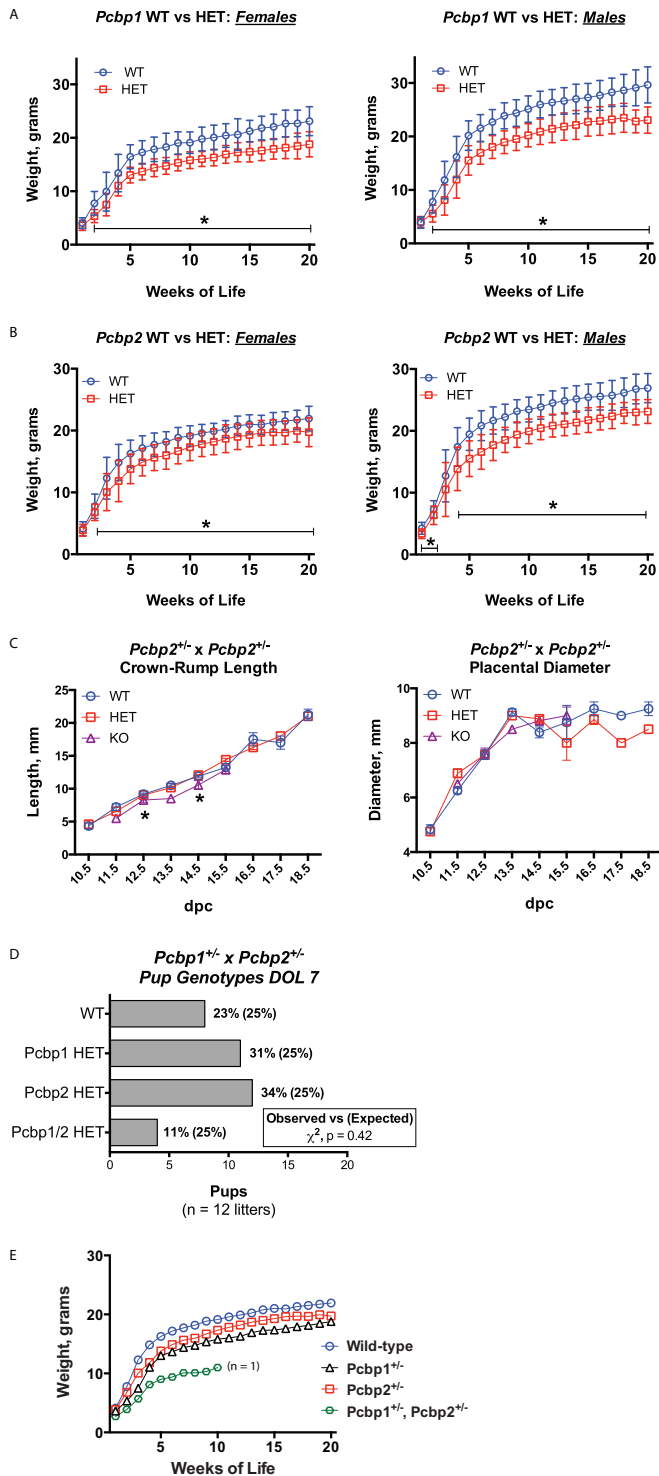 A
Pcbp1 WT vs HET: Females
Weight, grams
30
20
10
0
WT
HET
*
5 10 15 20
Weeks of Life
Pcbp1 WT vs HET: Males
Weight, grams
30
20
10
0
WT
HET
*
5 10 15 20
Weeks of Life
B
Pcbp2 WT vs HET: Females
Weight, grams
30
20
10
0
WT
HET
*
5 10 15 20
Weeks of Life
Pcbp2 WT vs HET: Males
Weight, grams
30
20
10
0
WT
HET
*
*
5 10 15 20
Weeks of Life
C
Pcbp2+/- x Pcbp2+/-
Crown-Rump Length
Length, mm
25
20
15
10
5
0
WT
HET
KO
*
*
10.5 11.5 12.5 13.5 14.5 15.5 16.5 17.5 18.5
dpc
Pcbp2+/- x Pcbp2+/-
Placental Diameter
Diameter, mm
10
8
6
4
WT
HET
KO
10.5 11.5 12.5 13.5 14.5 15.5 16.5 17.5 18.5
dpc
D
Pcbp1+/- x Pcbp2+/-
Pup Genotypes DOL 7
WT 23% (25%)
Pcbp1 HET 31% (25%)
Pcbp2 HET 34% (25%)
Pcbp1/2 HET 11% (25%)
Observed vs (Expected)
χ², p = 0.42
0 5 10 15 20
Pups
(n = 12 litters)
E
Weight, grams
30
20
10
0
(n = 1)
5 10 15 20
Weeks of Life
Wild-type
Pcbp1+/-
Pcbp2+/-
Pcbp1+/-, Pcbp2+/-